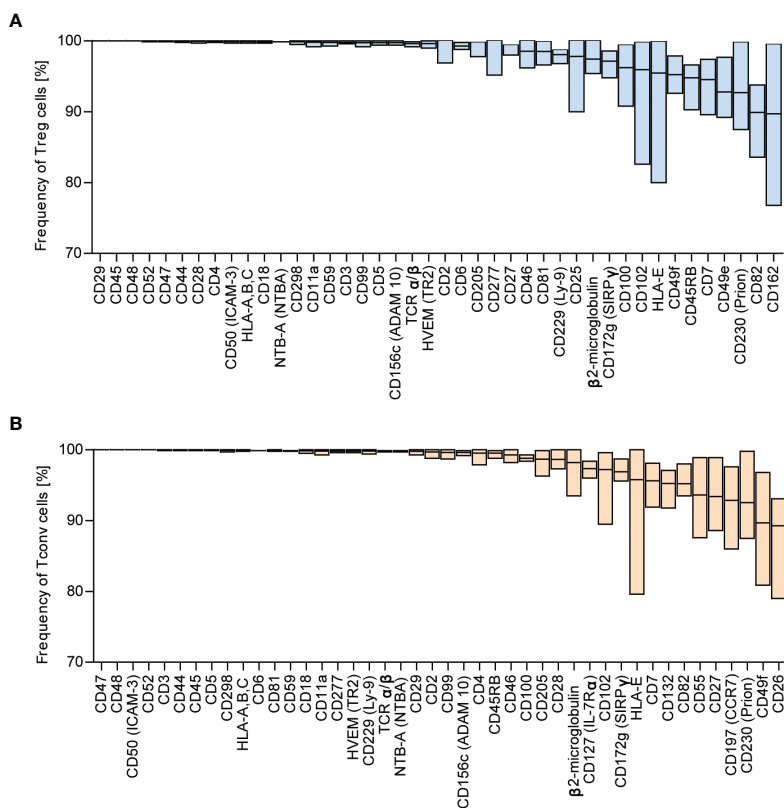 A
Frequency of Treg cells [%]
100
90
80
70
CD29
CD45
CD48
CD52
CD47
CD44
CD28
CD4
CD50 (ICAM-3)
HLA-A,B,C
CD18
NTB-A (NTBA)
CD298
CD11a
CD59
CD3
CD99
CD5
CD156c (ADAM 10)
TCR α/β
HVEM (TR2)
CD2
CD6
CD205
CD277
CD27
CD46
CD81
CD229 (Ly-9)
CD25
β2-microglobulin
CD172g (SIRPγ)
CD100
CD102
HLA-E
CD49f
CD45RB
CD7
CD49e
CD230 (Prion)
CD82
CD162
B
Frequency of Tconv cells [%]
100
90
80
70
CD47
CD48
CD50 (ICAM-3)
CD52
CD3
CD44
CD45
CD5
CD298
HLA-A,B,C
CD6
CD81
CD59
CD18
CD11a
CD277
HVEM (TR2)
CD229 (Ly-9)
TCR α/β
NTB-A (NTBA)
CD29
CD2
CD99
CD156c (ADAM 10)
CD4
CD45RB
CD46
CD100
CD205
CD28
β2-microglobulin
CD127 (IL-7Rα)
CD102
CD172g (SIRPγ)
HLA-E
CD7
CD132
CD82
CD55
CD27
CD197 (CCR7)
CD230 (Prion)
CD49f
CD26